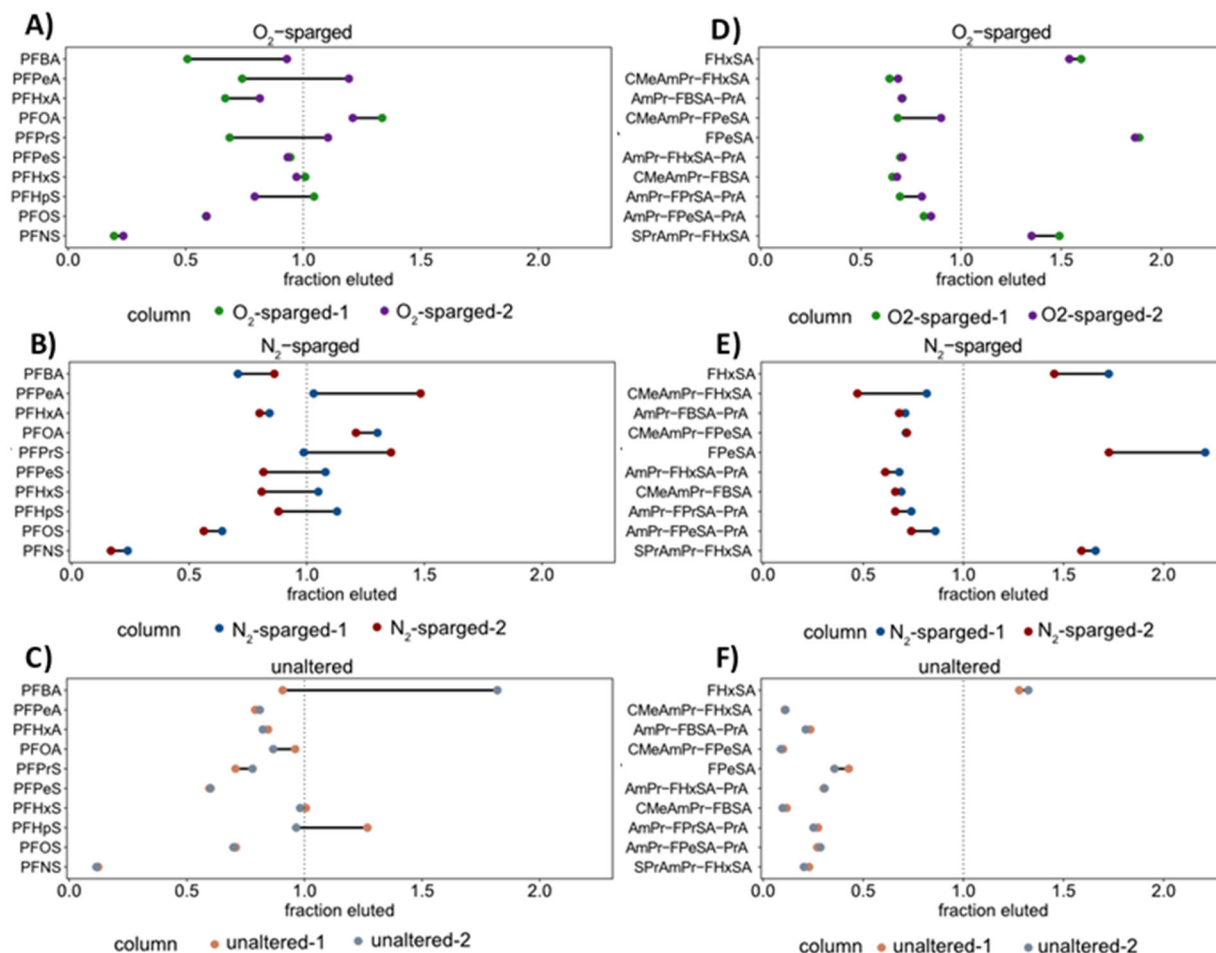 A)
O₂-sparged
PFBA
PFPeA
PFHxA
PFOA
PFPrS
PFPeS
PFHxS
PFHpS
PFOS
PFNS
0.0 0.5 1.0 1.5 2.0
fraction eluted
column O₂-sparged-1 O₂-sparged-2
B)
N₂-sparged
PFBA
PFPeA
PFHxA
PFOA
PFPrS
PFPeS
PFHxS
PFHpS
PFOS
PFNS
0.0 0.5 1.0 1.5 2.0
fraction eluted
column N₂-sparged-1 N₂-sparged-2
C)
unaltered
PFBA
PFPeA
PFHxA
PFOA
PFPrS
PFPeS
PFHxS
PFHpS
PFOS
PFNS
0.0 0.5 1.0 1.5 2.0
fraction eluted
column unaltered-1 unaltered-2
D)
O₂-sparged
FHxSA
CMeAmPr-FHxSA
AmPr-FBSA-PrA
CMeAmPr-FPeSA
FPeSA
AmPr-FHxSA-PrA
CMeAmPr-FBSA
AmPr-FPrSA-PrA
AmPr-FPeSA-PrA
SPrAmPr-FHxSA
0.0 0.5 1.0 1.5 2.0
fraction eluted
column O2-sparged-1 O2-sparged-2
E)
N₂-sparged
FHxSA
CMeAmPr-FHxSA
AmPr-FBSA-PrA
CMeAmPr-FPeSA
FPeSA
AmPr-FHxSA-PrA
CMeAmPr-FBSA
AmPr-FPrSA-PrA
AmPr-FPeSA-PrA
SPrAmPr-FHxSA
0.0 0.5 1.0 1.5 2.0
fraction eluted
column N₂-sparged-1 N₂-sparged-2
F)
unaltered
FHxSA
CMeAmPr-FHxSA
AmPr-FBSA-PrA
CMeAmPr-FPeSA
FPeSA
AmPr-FHxSA-PrA
CMeAmPr-FBSA
AmPr-FPrSA-PrA
AmPr-FPeSA-PrA
SPrAmPr-FHxSA
0.0 0.5 1.0 1.5 2.0
fraction eluted
column unaltered-1 unaltered-2